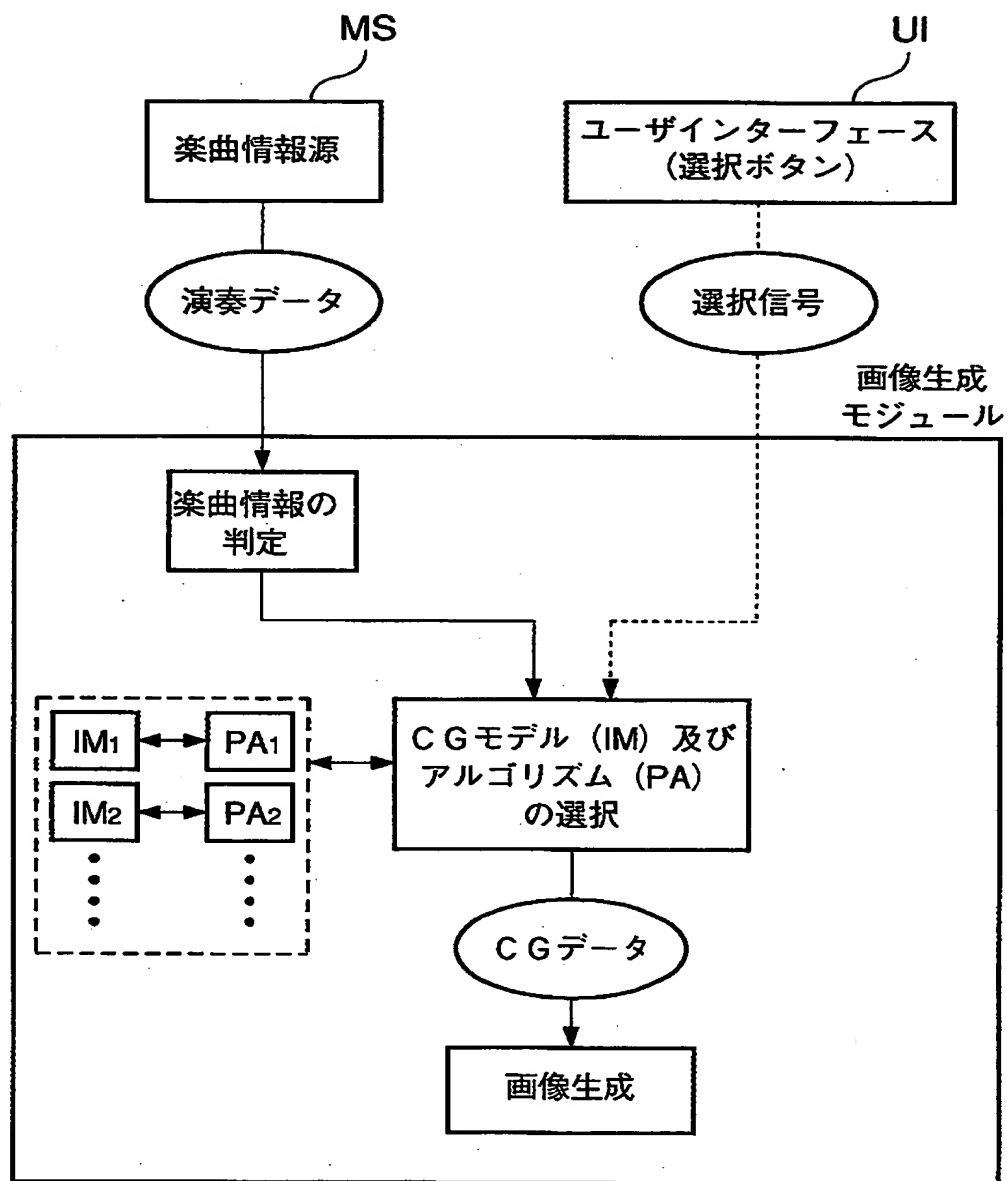 MS
UI
楽曲情報源
ユーザインターフェース
(選択ボタン)
演奏データ
選択信号
画像生成
モジュール
楽曲情報の
判定
IM1
PA1
IM2
PA2
CGモデル (IM) 及び
アルゴリズム (PA)
の選択
CGデータ
画像生成